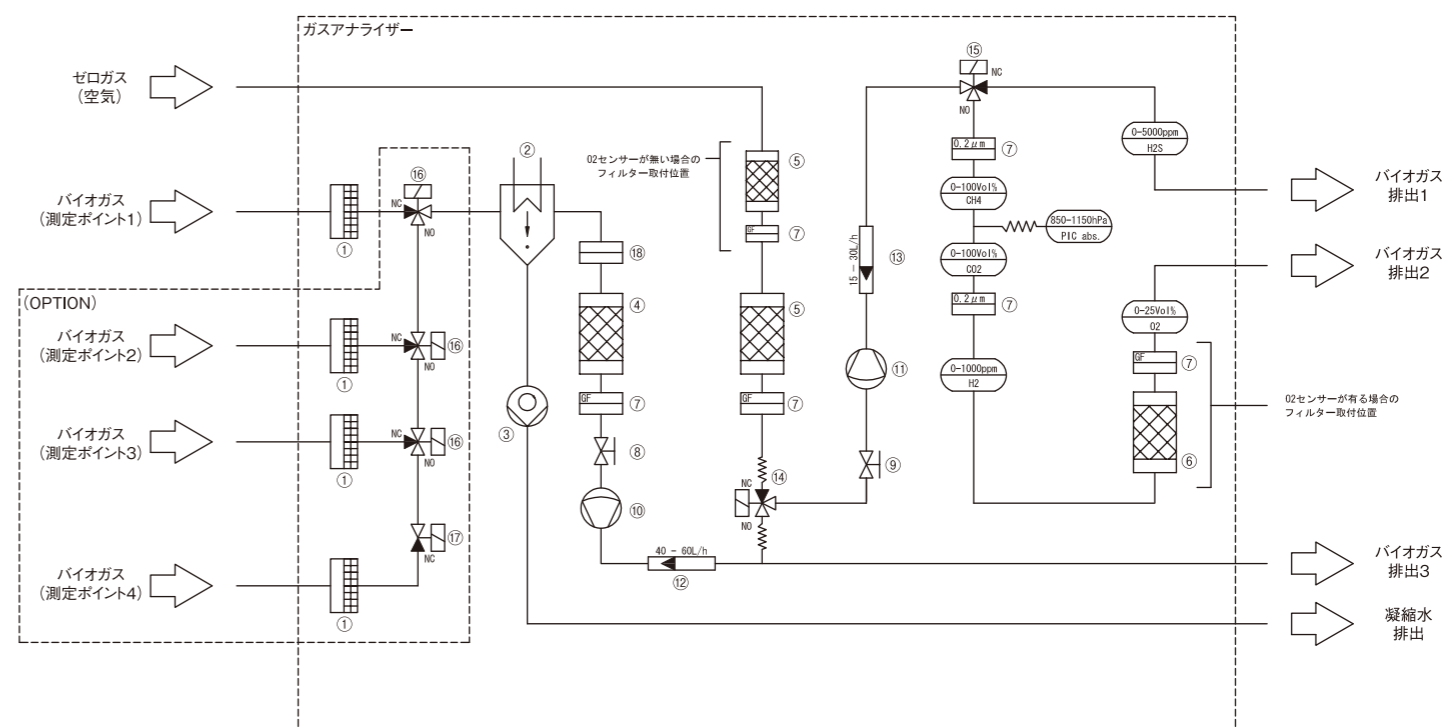 ガスアナライザー
ゼロガス
(空気)
⑮
NC
NO
0-5000ppm
H2S
②
O2センサーが無い場合の
フィルター取付位置
⑤
0.2μm
⑦
⑯
バイオガス
(測定ポイント1)
NC
NO
①
0-100Vol%
CH4
バイオガス
排出1
850-1150hPa
PIC abs.
GF
⑦
⑱
15 - 30L/h
⑬
0-100Vol%
CO2
バイオガス
排出2
(OPTION)
④
⑤
0.2μm
⑦
0-25Vol%
O2
バイオガス
(測定ポイント2)
NC
NO
⑯
①
GF
⑦
⑪
0-1000ppm
H2
③
GF
⑦
GF
⑦
O2センサーが有る場合の
フィルター取付位置
バイオガス
(測定ポイント3)
NC
NO
⑯
①
⑧
⑨
⑥
⑭
NC
NO
⑩
⑰
NC
バイオガス
(測定ポイント4)
①
40 - 60L/h
⑫
バイオガス
排出3
凝縮水
排出